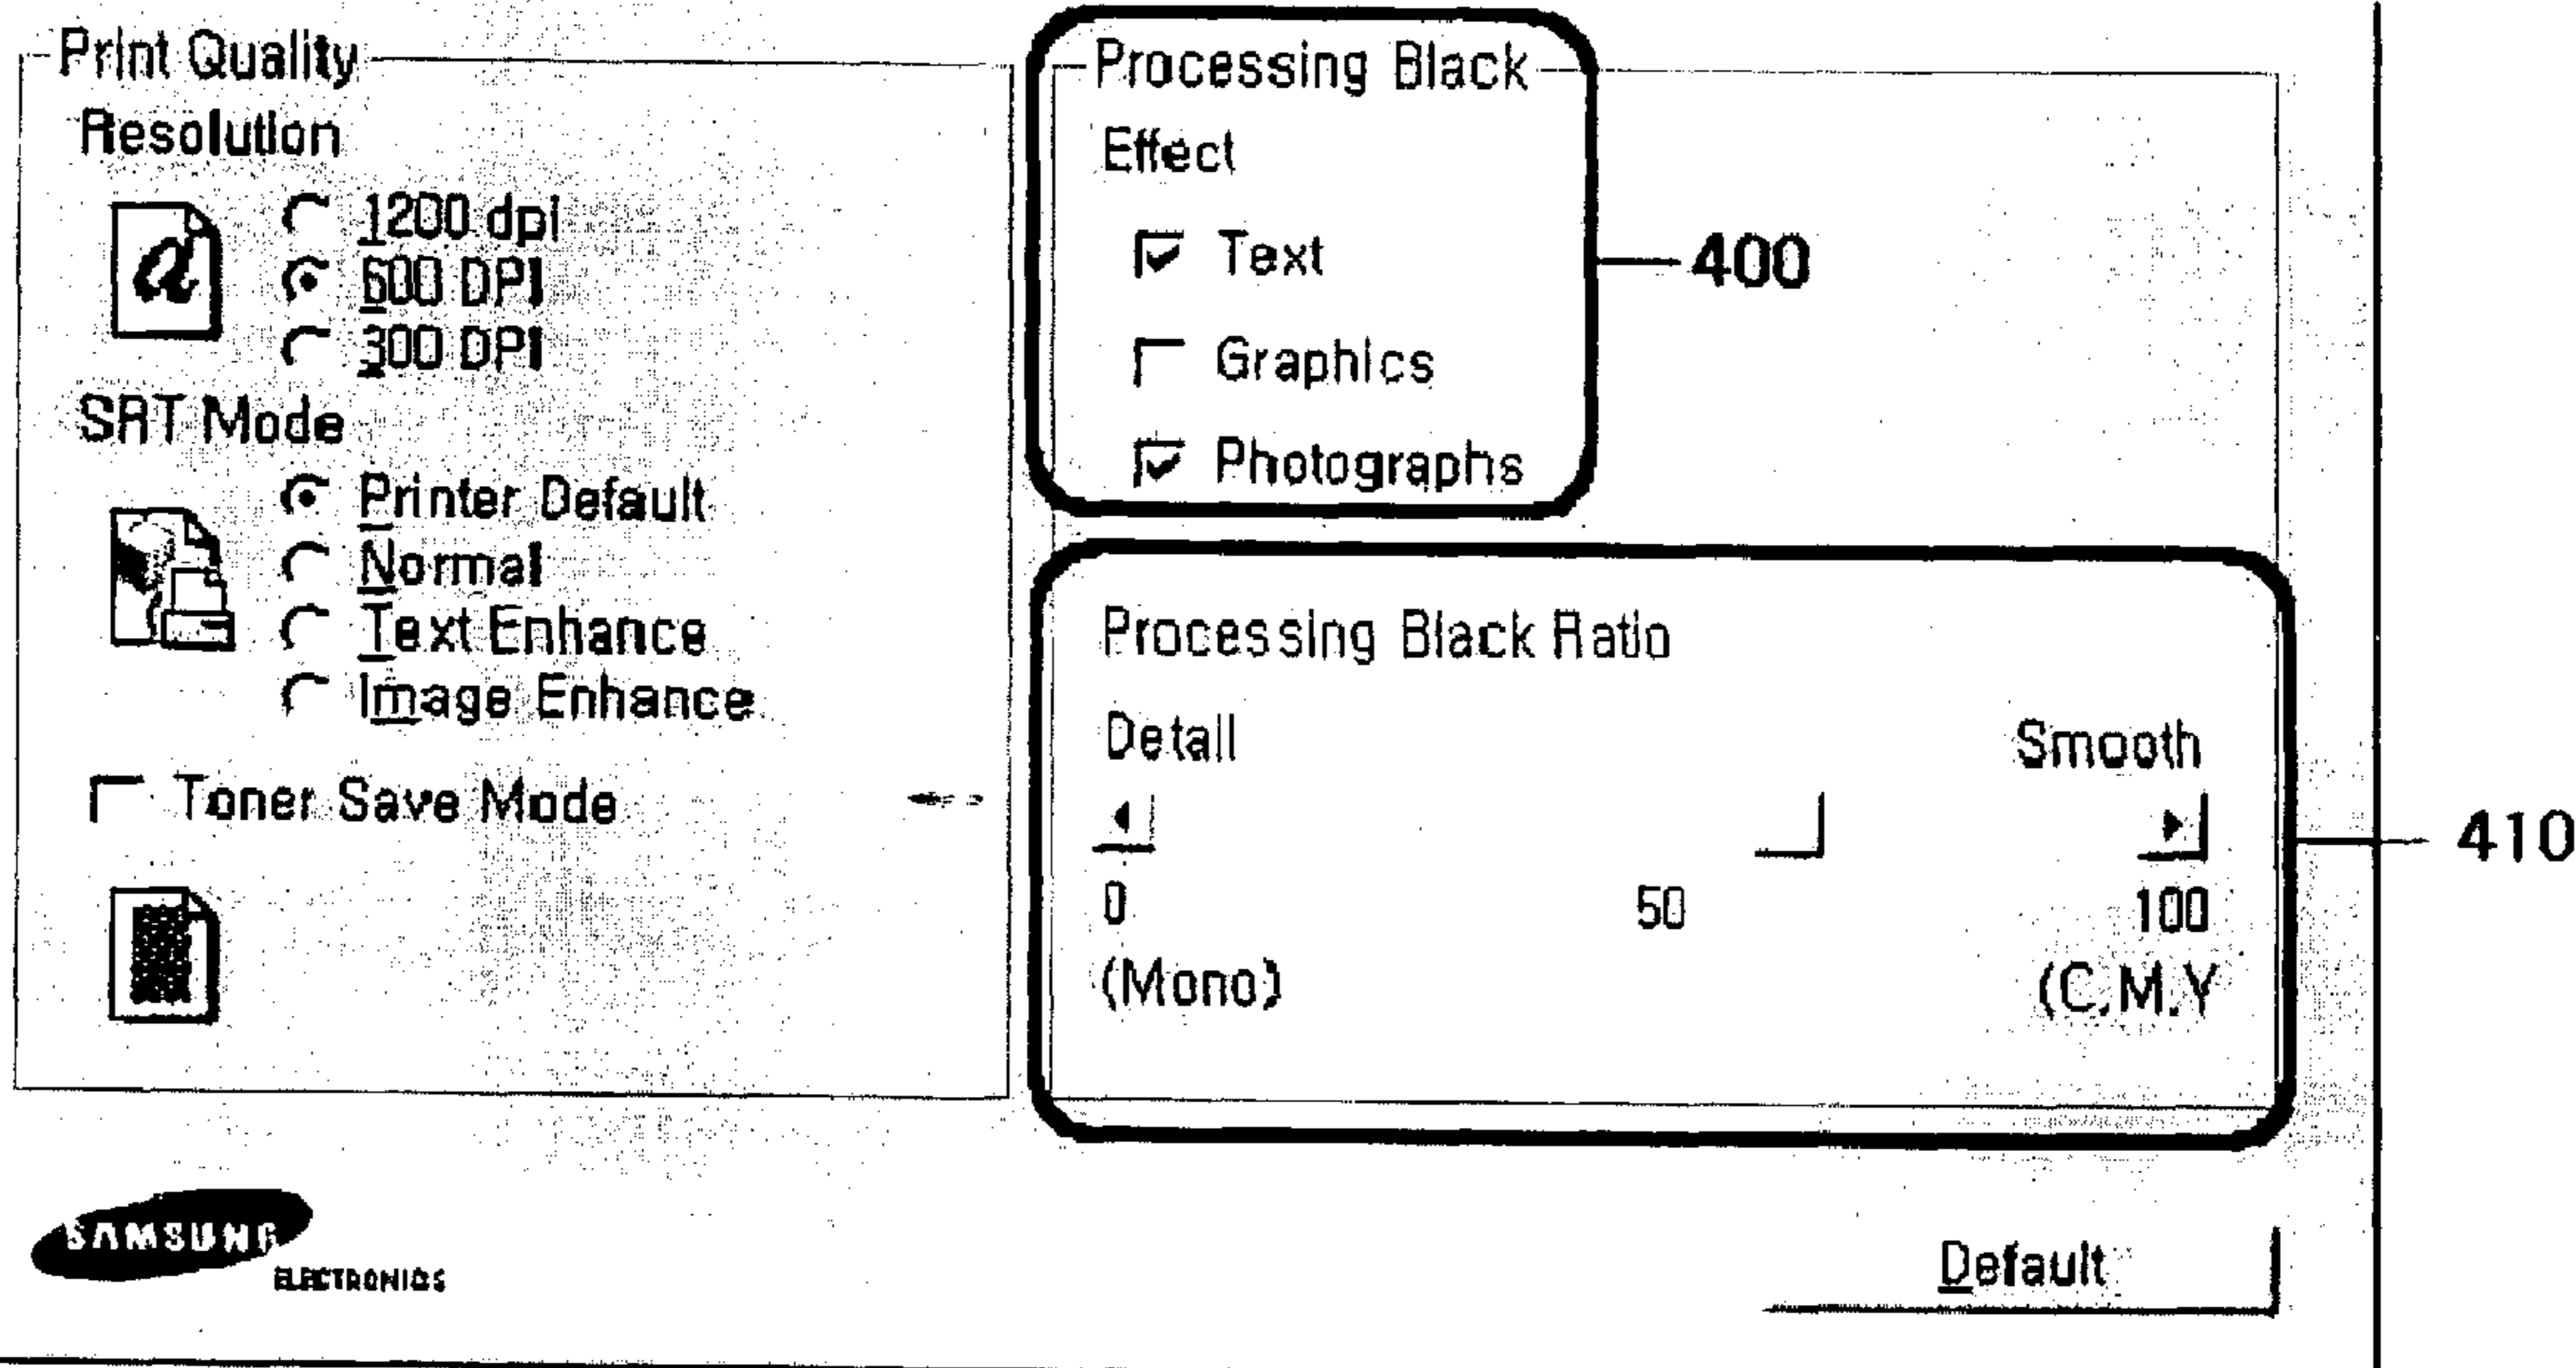 Print Quality
Resolution
1200 dpi
600 DPI
300 DPI
SRT Mode
Printer Default
Normal
Text Enhance
Image Enhance
Toner Save Mode
Processing Black
Effect
Text
Graphics
Photographs
400
Processing Black Ratio
Detail Smooth
0 50 100
(Mono) (C,M,Y
410
SAMSUNG
ELECTRONICS
Default